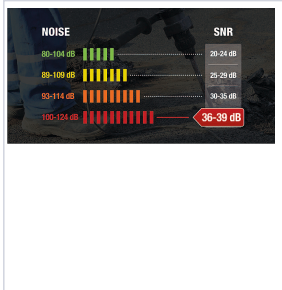 NOISE SNR
80-104 dB 20-24 dB
89-109 dB 25-29 dB
93-114 dB 30-35 dB
100-124 dB 36-39 dB